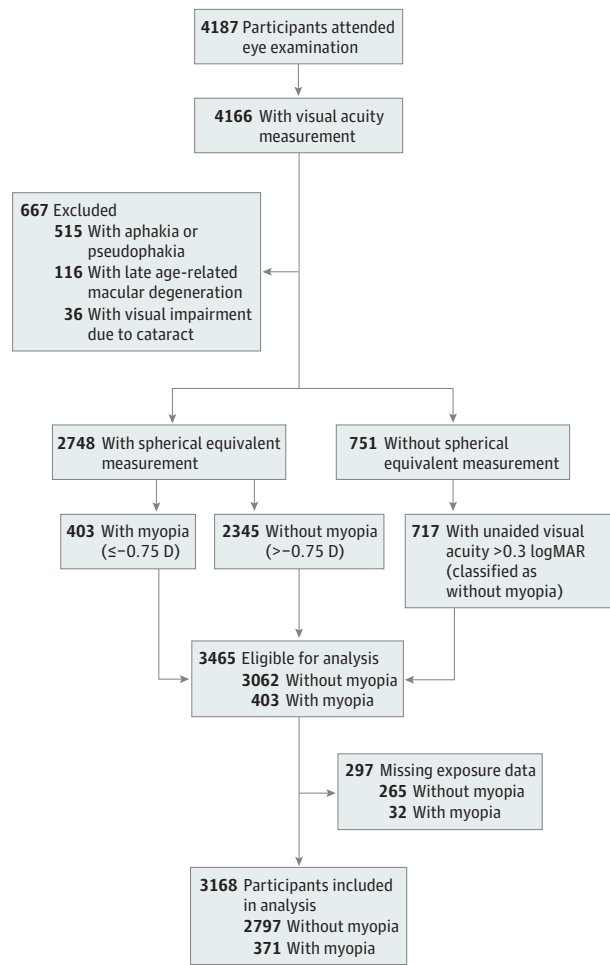 4187 Participants attended
eye examination
4166 With visual acuity
measurement
667 Excluded
515 With aphakia or
pseudophakia
116 With late age-related
macular degeneration
36 With visual impairment
due to cataract
2748 With spherical equivalent
measurement
751 Without spherical
equivalent measurement
403 With myopia
(≤−0.75 D)
2345 Without myopia
(>−0.75 D)
717 With unaided visual
acuity >0.3 logMAR
(classified as
without myopia)
3465 Eligible for analysis
3062 Without myopia
403 With myopia
297 Missing exposure data
265 Without myopia
32 With myopia
3168 Participants included
in analysis
2797 Without myopia
371 With myopia